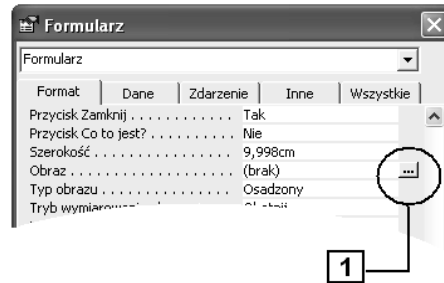 Formularz
Formularz
Format Dane Zdarzenie Inne Wszystkie
Przycisk Zamknij . . . . . . . . . . . . Tak
Przycisk Co to jest? . . . . . . . . . . Nie
Szerokość . . . . . . . . . . . . . . . . . 9,998cm
Obraz . . . . . . . . . . . . . . . . . . . . . (brak) ...
Typ obrazu . . . . . . . . . . . . . . . . Osadzony
Tryb
1